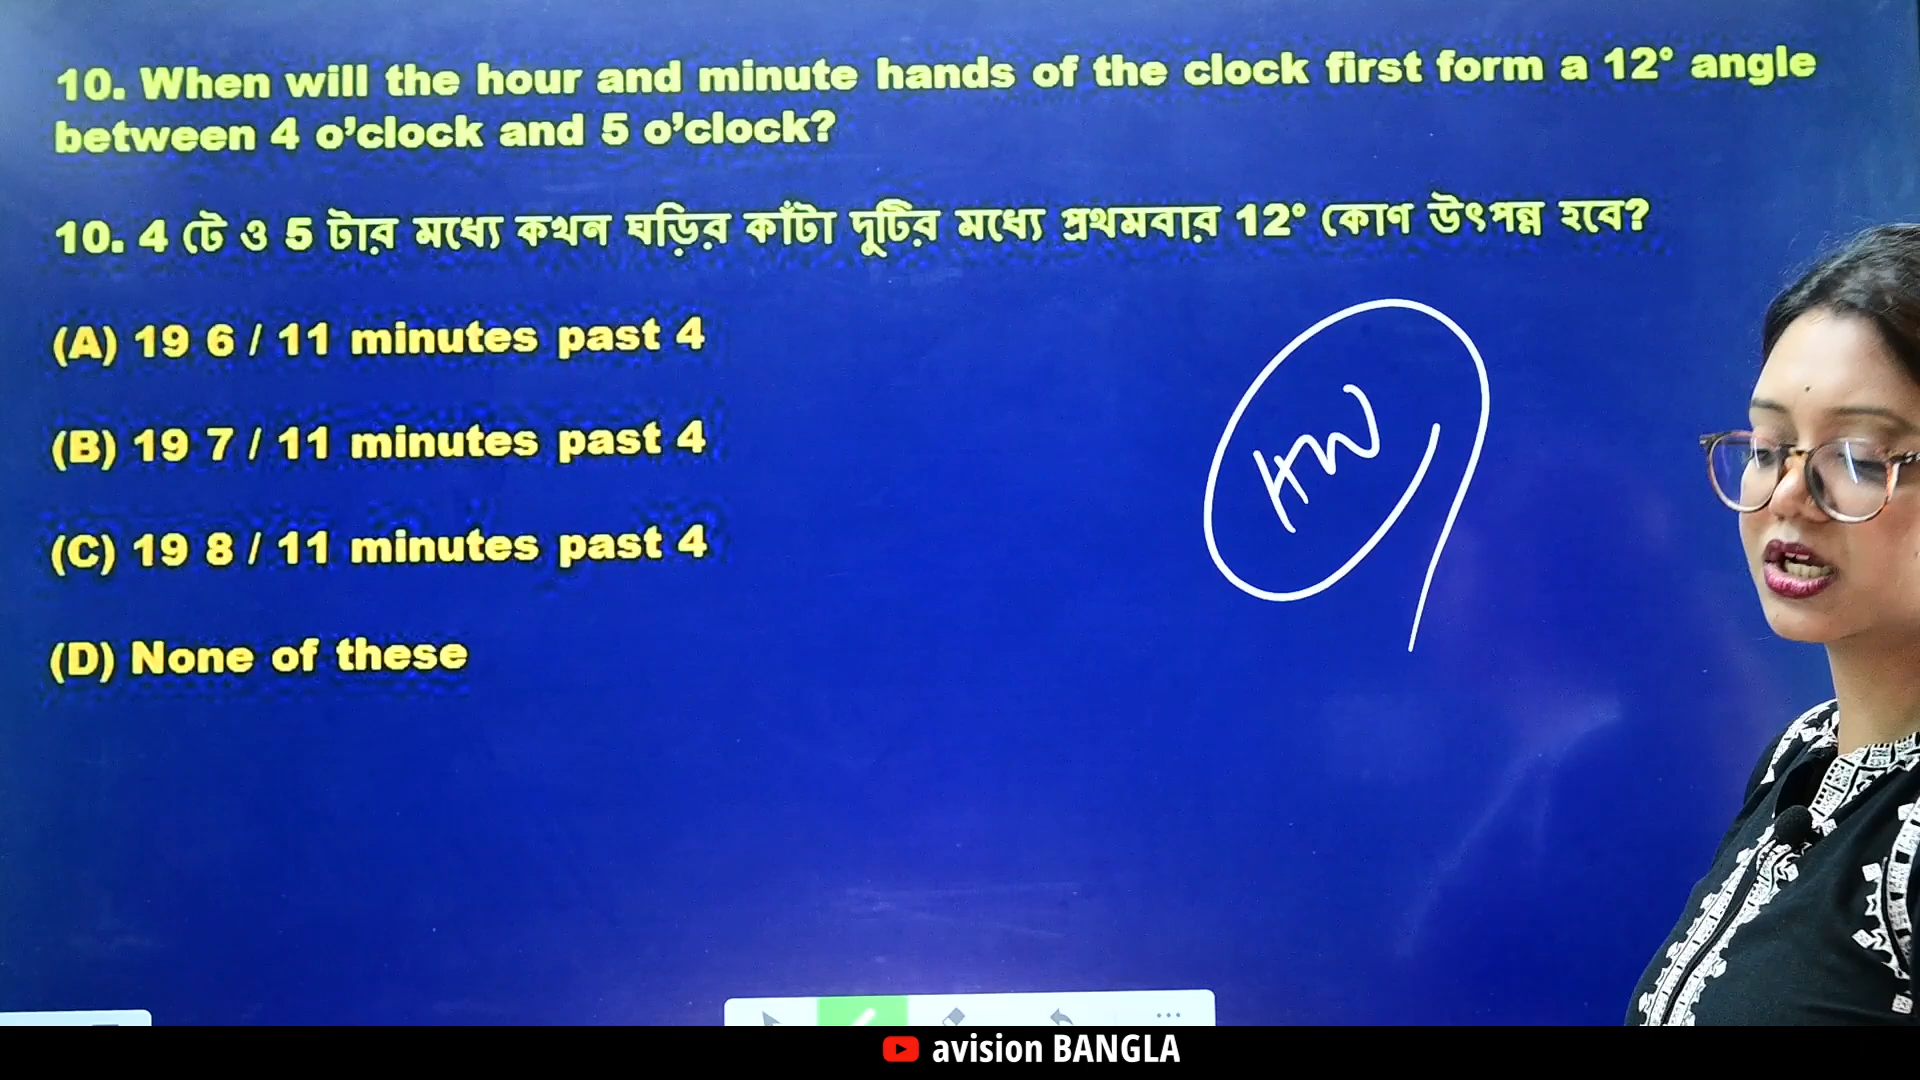 10. When will the hour and minute hands of the clock first form a 12° angle
between 4 o’clock and 5 o’clock?
10. 4 টে ও 5 টার মধ্যে কখন ঘড়ির কাঁটা দুটির মধ্যে প্রথমবার 12° কোণ উৎপন্ন হবে?
(A) 19 6 / 11 minutes past 4
(B) 19 7 / 11 minutes past 4
(C) 19 8 / 11 minutes past 4
(D) None of these
HW
avision BANGLA